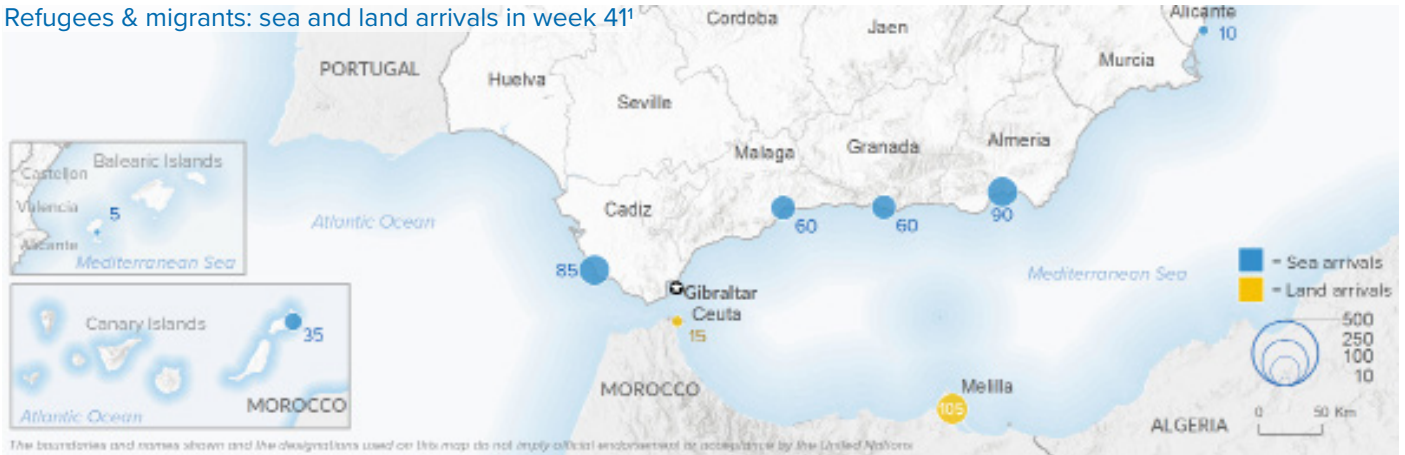 Refugees & migrants: sea and land arrivals in week 41¹
Cordoba
Jaen
Alicante
10
PORTUGAL
Huelva
Murcia
Seville
Almeria
Granada
Malaga
Balearic Islands
Castellon
Valencia
5
Alicante
Mediterranean Sea
Atlantic Ocean
Cadiz
60
60
90
85
Gibraltar
Ceuta
15
Mediterranean Sea
= Sea arrivals
= Land arrivals
500
250
100
10
Canary Islands
35
MOROCCO
Atlantic Ocean
MOROCCO
Melilla
105
ALGERIA
0 50 Km
The boundaries and names shown and the designations used on this map do not imply official endorsement or acceptance by the United Nations